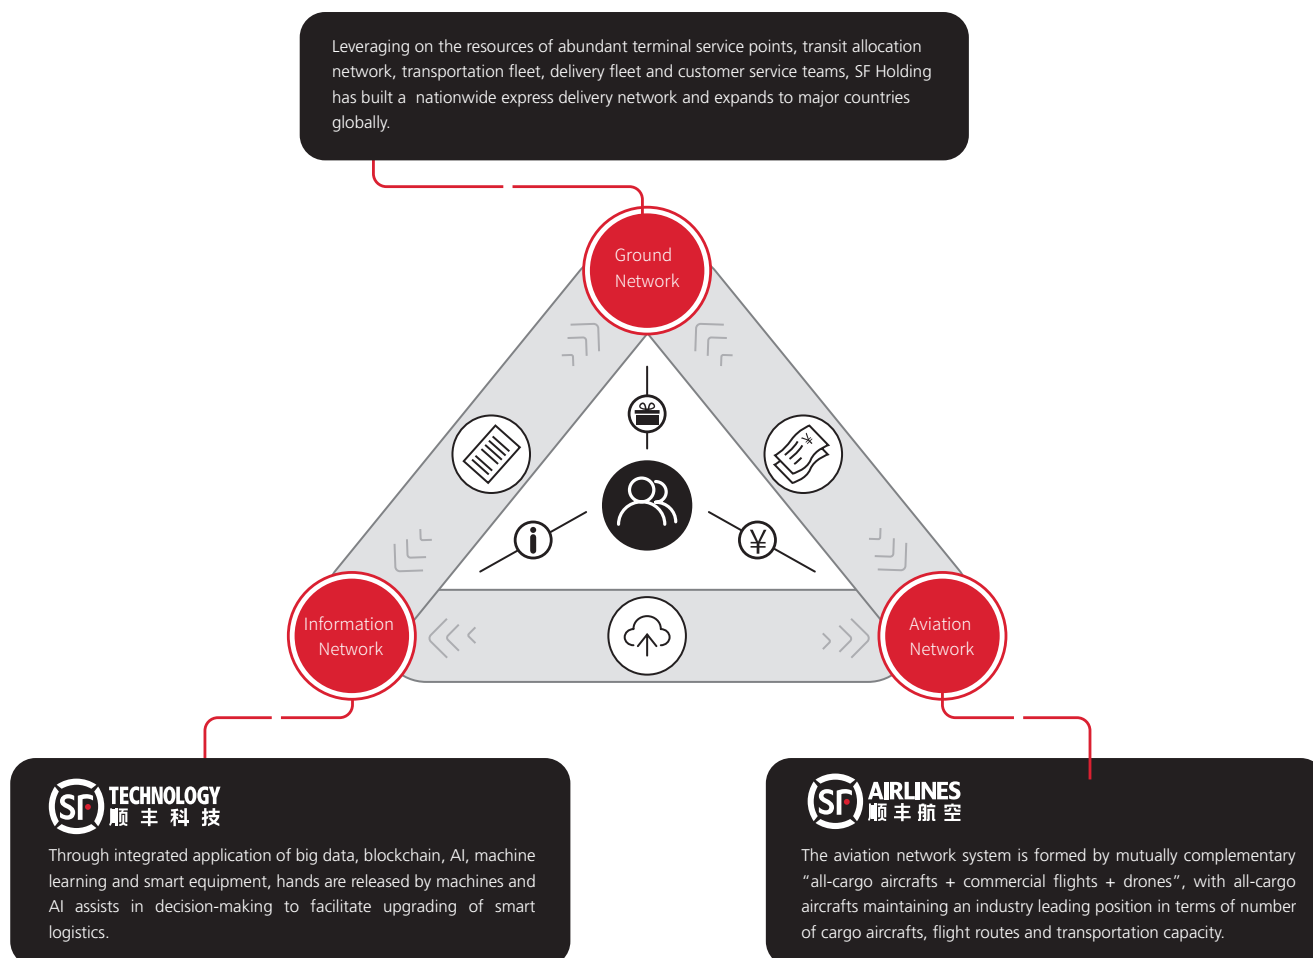 Leveraging on the resources of abundant terminal service points, transit allocation
network, transportation fleet, delivery fleet and customer service teams, SF Holding
has built a nationwide express delivery network and expands to major countries
globally.
Ground
Network
¥
i
¥
Information
Network
Aviation
Network
SF TECHNOLOGY
顺丰科技
Through integrated application of big data, blockchain, AI, machine
learning and smart equipment, hands are released by machines and
AI assists in decision-making to facilitate upgrading of smart
logistics.
SF AIRLINES
顺丰航空
The aviation network system is formed by mutually complementary
“all-cargo aircrafts + commercial flights + drones”, with all-cargo
aircrafts maintaining an industry leading position in terms of number
of cargo aircrafts, flight routes and transportation capacity.